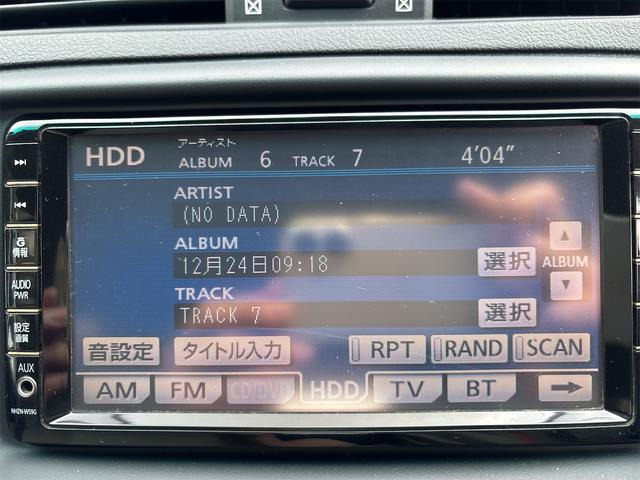 HDD アーティスト ALBUM 6 TRACK 7 4'04"
ARTIST
(NO DATA)
ALBUM
12月24日09:18 選択 ▲ ALBUM ▼
TRACK
TRACK 7 選択
音設定 タイトル入力 RPT RAND SCAN
AM FM CD/DVD HDD TV BT →
⏭
⏮
G情報
AUDIO PWR
設定 画質
AUX
NHZN-W59G